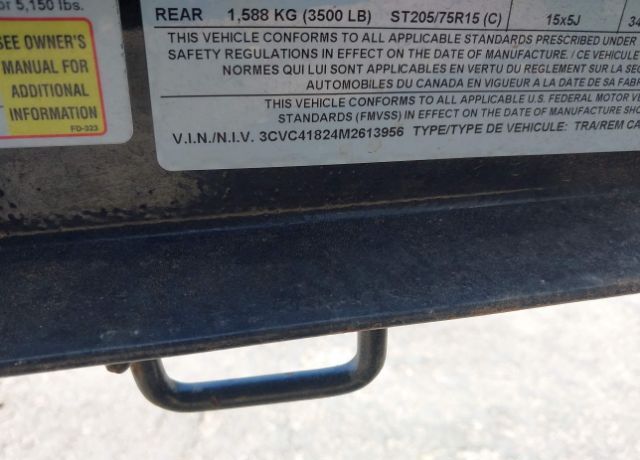 5,150 lbs.
SEE OWNER'S
MANUAL FOR
ADDITIONAL
INFORMATION
FD-323
REAR 1,588 KG (3500 LB) ST205/75R15 (C) 15x5J
THIS VEHICLE CONFORMS TO ALL APPLICABLE STANDARDS PRESCRIBED UNDER
SAFETY REGULATIONS IN EFFECT ON THE DATE OF MANUFACTURE. / CE VEHICULE
NORMES QUI LUI SONT APPLICABLES EN VERTU DU REGLEMENT SUR LA
AUTOMOBILES DU CANADA EN VIGUEUR A LA DATE DE SA
THIS VEHICLE CONFORMS TO ALL APPLICABLE U.S. FEDERAL MOTOR
STANDARDS (FMVSS) IN EFFECT ON THE DATE OF MANUFACTURE
V.I.N./N.I.V. 3CVC41824M2613956 TYPE/TYPE DE VEHICULE: TRA/REM